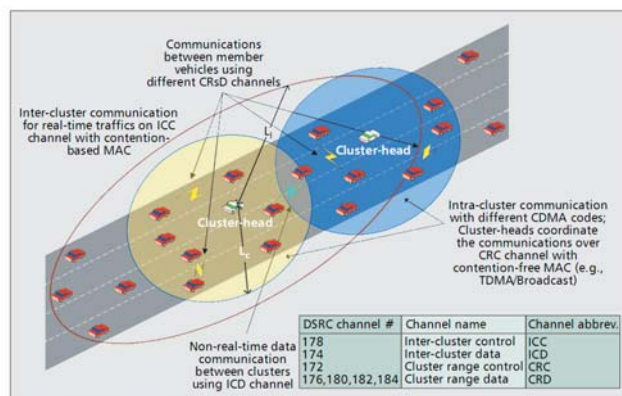 Communications
between member
vehicles using
different CRsD channels
Inter-cluster communication
for real-time traffics on ICC
channel with contention-
based MAC
LI
Cluster-head
Cluster-head
Lc
Intra-cluster communication
with different CDMA codes;
Cluster-heads coordinate
the communications over
CRC channel with
contention-free MAC (e.g.,
TDMA/Broadcast)
Non-real-time data
communication
between clusters
using ICD channel
DSRC channel # Channel name Channel abbrev.
178 Inter-cluster control ICC
174 Inter-cluster data ICD
172 Cluster range control CRC
176,180,182,184 Cluster range data CRD